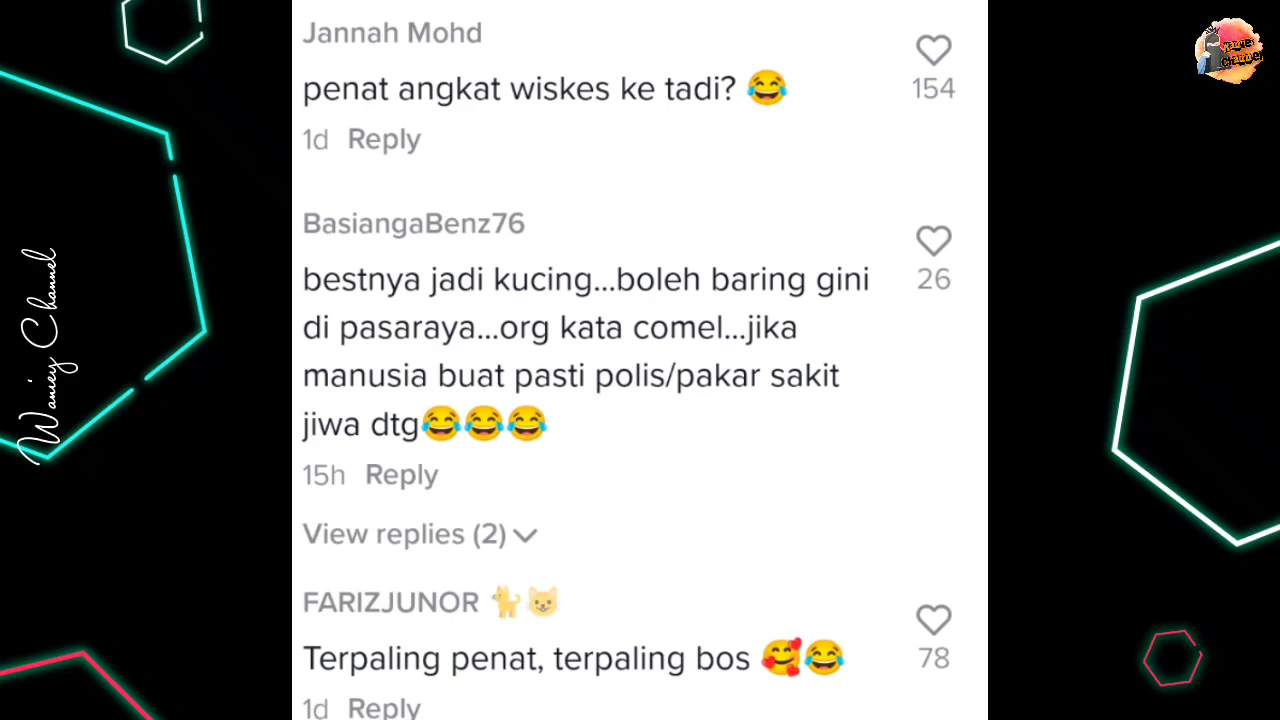 Jannah Mohd
penat angkat wiskes ke tadi? 😂
154
1d Reply
BasiangaBenz76
bestnya jadi kucing...boleh baring gini
26
di pasaraya...org kata comel...jika
manusia buat pasti polis/pakar sakit
jiwa dtg😂😂😂
15h Reply
View replies (2)
FARIZJUNOR 🐈😺
Terpaling penat, terpaling bos 🥰😂
78
1d Reply
Waniey Channel
Channel